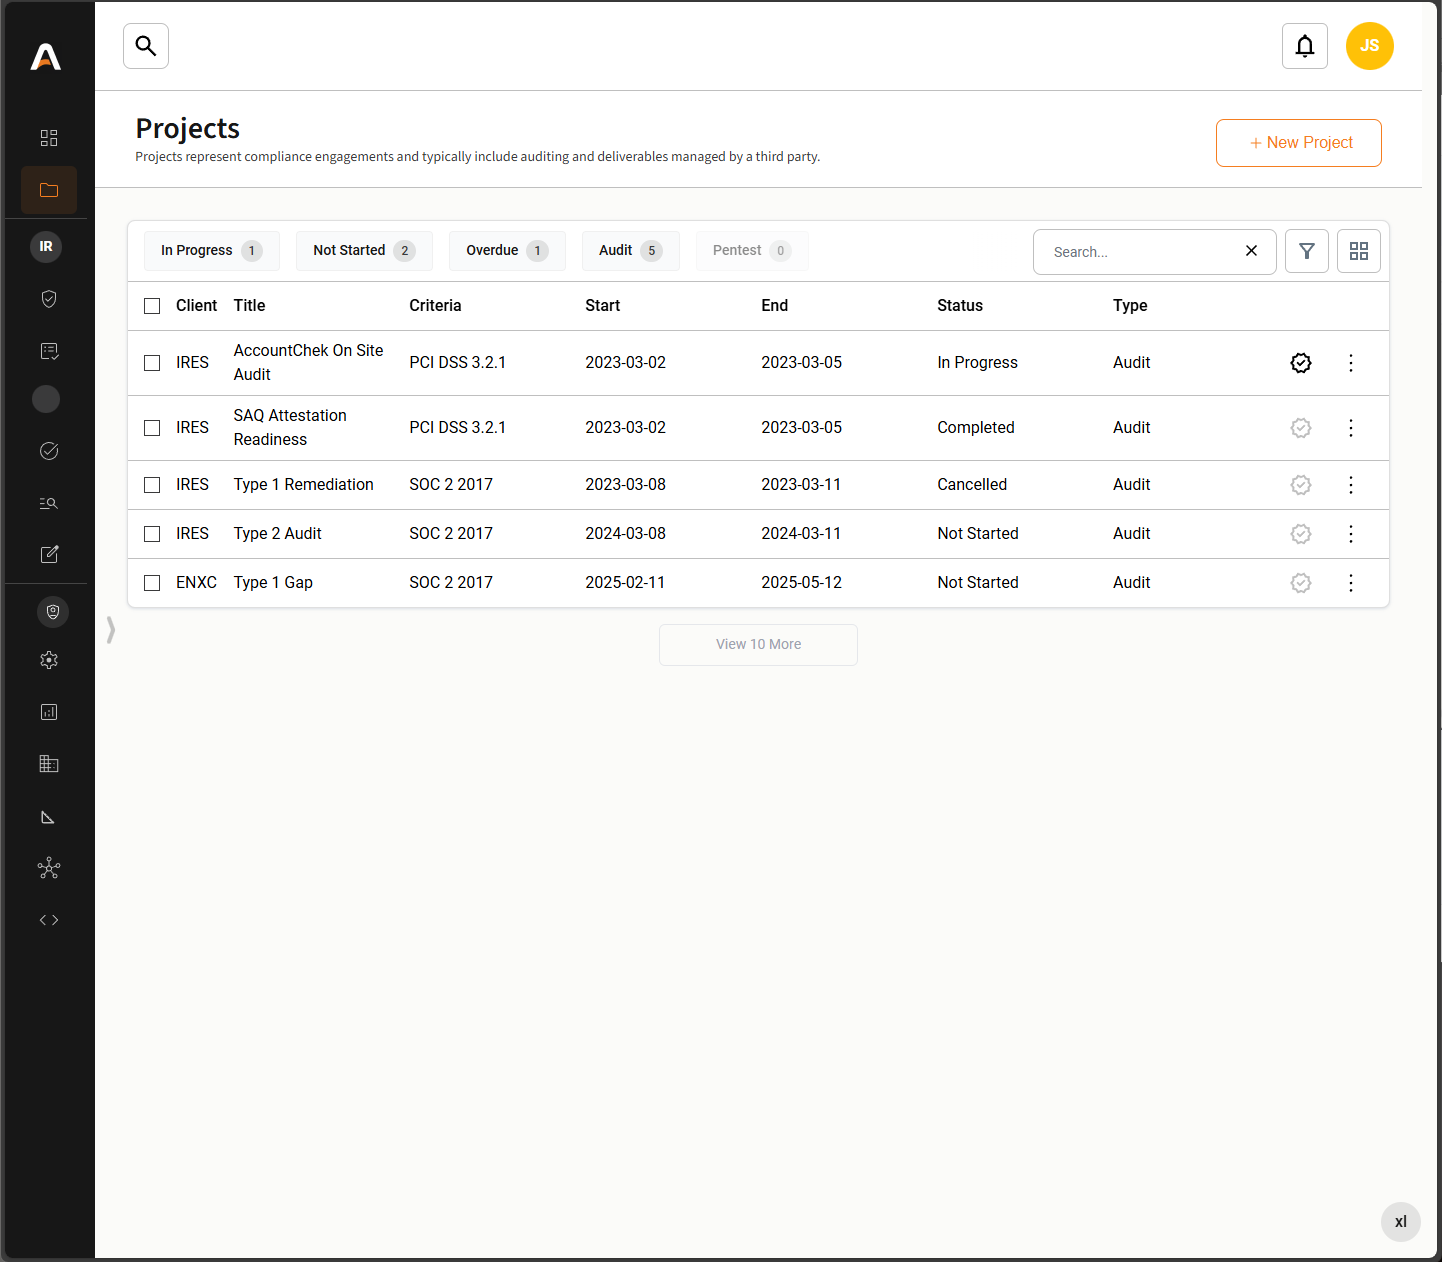 JS
Projects
Projects represent compliance engagements and typically include auditing and deliverables managed by a third party.
+ New Project
IR
In Progress 1 Not Started 2 Overdue 1 Audit 5 Pentest 0 Search...
Client Title Criteria Start End Status Type
IRES AccountChek On Site Audit PCI DSS 3.2.1 2023-03-02 2023-03-05 In Progress Audit
IRES SAQ Attestation Readiness PCI DSS 3.2.1 2023-03-02 2023-03-05 Completed Audit
IRES Type 1 Remediation SOC 2 2017 2023-03-08 2023-03-11 Cancelled Audit
IRES Type 2 Audit SOC 2 2017 2024-03-08 2024-03-11 Not Started Audit
ENXC Type 1 Gap SOC 2 2017 2025-02-11 2025-05-12 Not Started Audit
View 10 More
xl